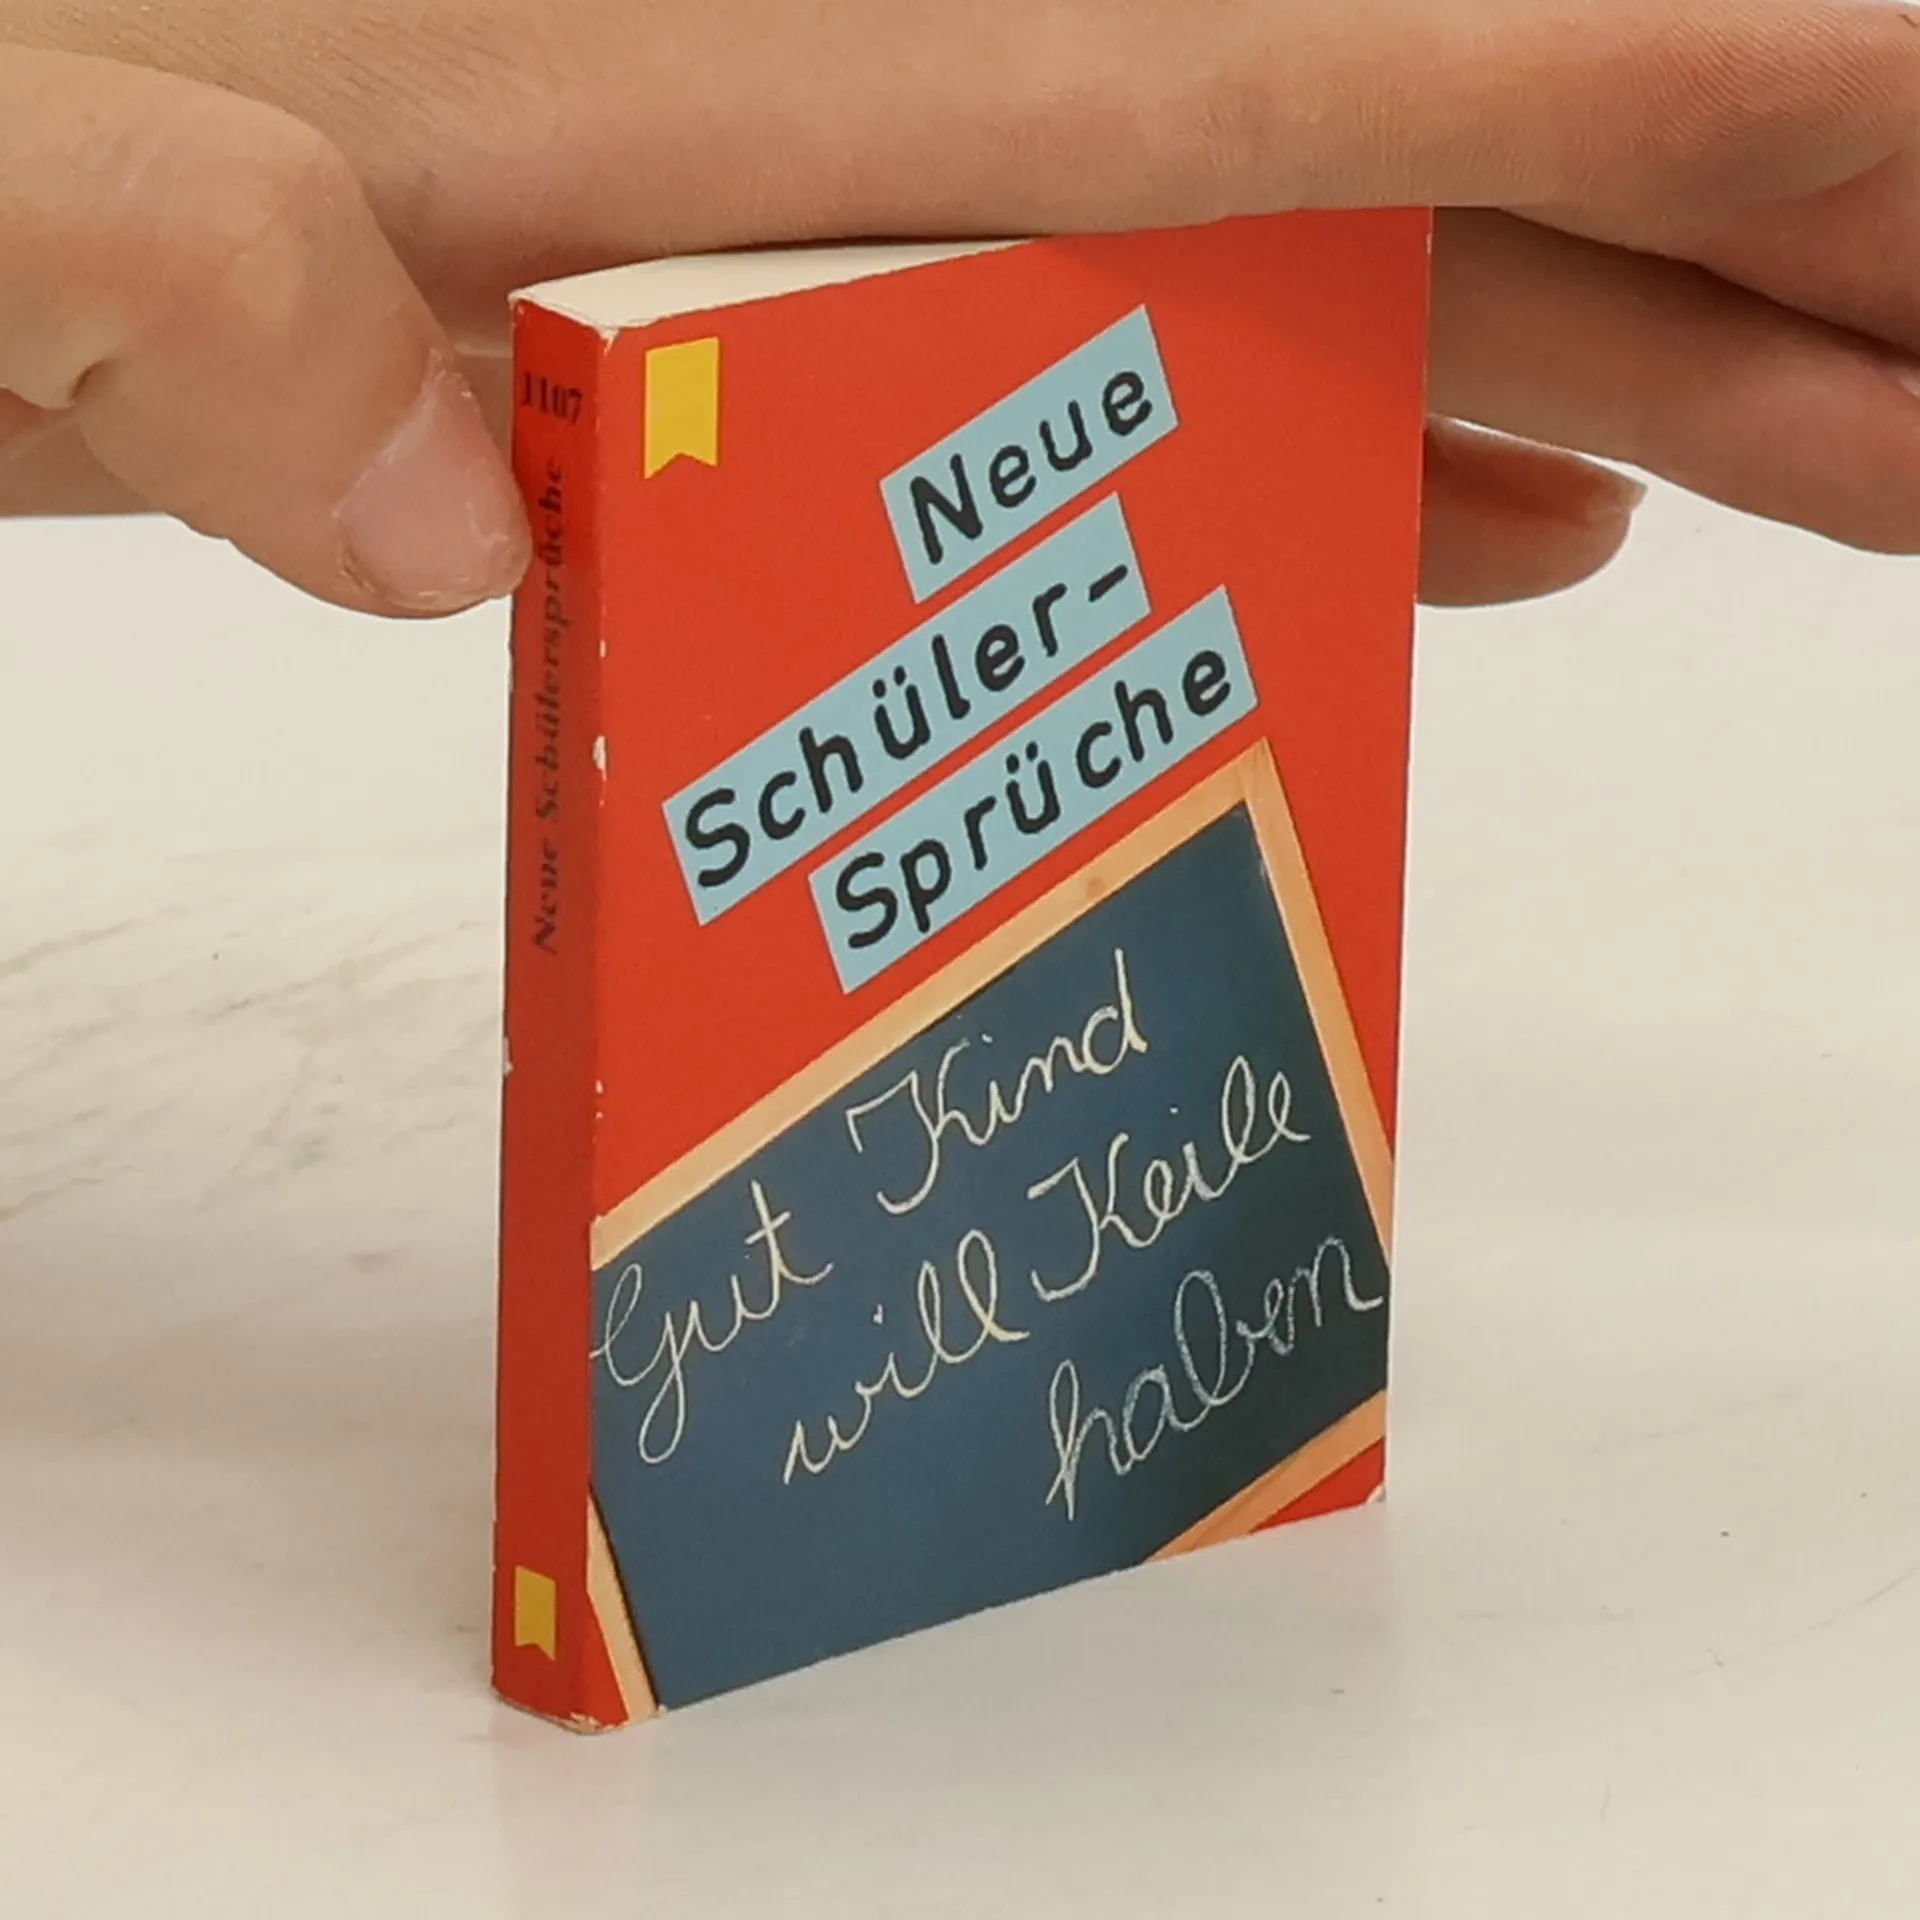 1107
Neue Schülersprüche
Neue
Schüler-
Sprüche
Gut Kind
will Keile
haben